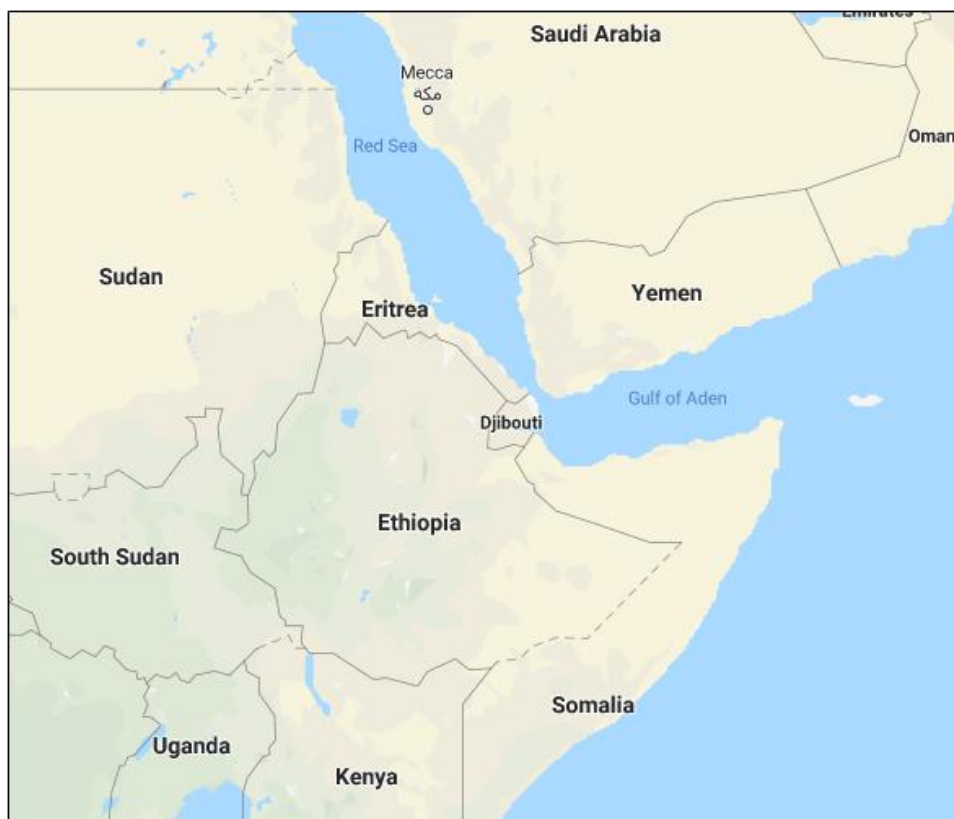 Emirates
Saudi Arabia
Mecca
مكة
Oman
Red Sea
Sudan
Yemen
Eritrea
Gulf of Aden
Djibouti
Ethiopia
South Sudan
Somalia
Uganda
Kenya